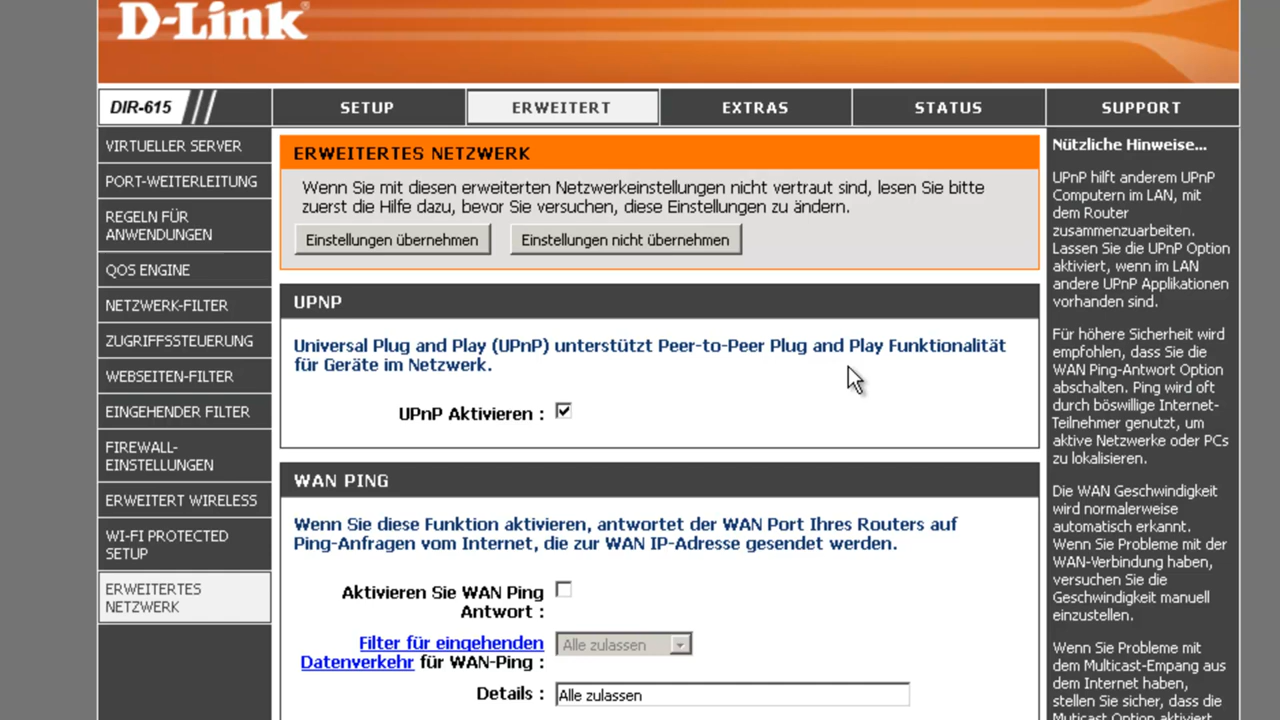 D-Link
DIR-615
SETUP
ERWEITERT
EXTRAS
STATUS
SUPPORT
VIRTUELLER SERVER
PORT-WEITERLEITUNG
REGELN FÜR
ANWENDUNGEN
QOS ENGINE
NETZWERK-FILTER
ZUGRIFFSSTEUERUNG
WEBSEITEN-FILTER
EINGEHENDER FILTER
FIREWALL-
EINSTELLUNGEN
ERWEITERT WIRELESS
WI-FI PROTECTED
SETUP
ERWEITERTES
NETZWERK
ERWEITERTES NETZWERK
Wenn Sie mit diesen erweiterten Netzwerkeinstellungen nicht vertraut sind, lesen Sie bitte
zuerst die Hilfe dazu, bevor Sie versuchen, diese Einstellungen zu ändern.
Einstellungen übernehmen
Einstellungen nicht übernehmen
UPNP
Universal Plug and Play (UPnP) unterstützt Peer-to-Peer Plug and Play Funktionalität
für Geräte im Netzwerk.
UPnP Aktivieren :
WAN PING
Wenn Sie diese Funktion aktivieren, antwortet der WAN Port Ihres Routers auf
Ping-Anfragen vom Internet, die zur WAN IP-Adresse gesendet werden.
Aktivieren Sie WAN Ping
Antwort :
Filter für eingehenden
Datenverkehr für WAN-Ping :
Alle zulassen
Details :
Alle zulassen
Nützliche Hinweise...
UPnP hilft anderem UPnP
Computern im LAN, mit
dem Router
zusammenzuarbeiten.
Lassen Sie die UPnP Option
aktiviert, wenn im LAN
andere UPnP Applikationen
vorhanden sind.
Für höhere Sicherheit wird
empfohlen, dass Sie die
WAN Ping-Antwort Option
abschalten. Ping wird oft
durch böswillige Internet-
Teilnehmer genutzt, um
aktive Netzwerke oder PCs
zu lokalisieren.
Die WAN Geschwindigkeit
wird normalerweise
automatisch erkannt.
Wenn Sie Probleme mit der
WAN-Verbindung haben,
versuchen Sie die
Geschwindigkeit manuell
einzustellen.
Wenn Sie Probleme mit
dem Multicast-Empang aus
dem Internet haben,
stellen Sie sicher, dass die
Muticast Option aktiviert